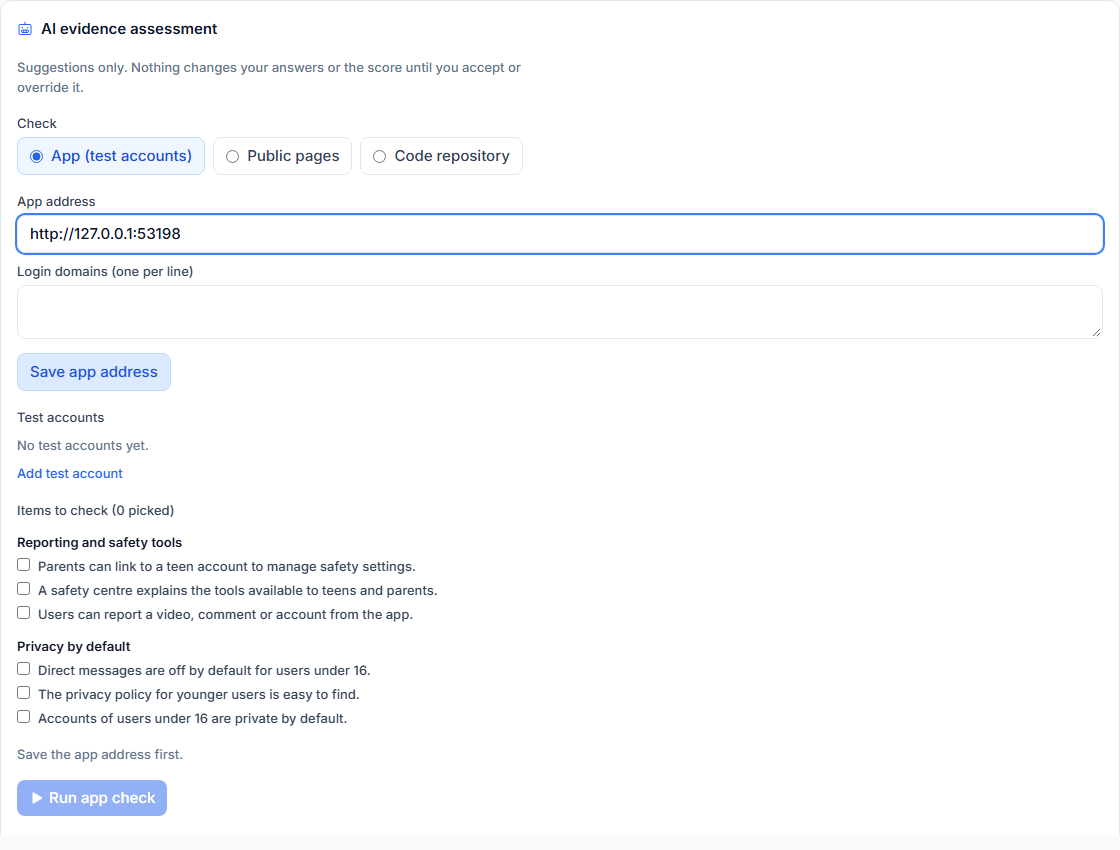 AI evidence assessment
Suggestions only. Nothing changes your answers or the score until you accept or
override it.
Check
App (test accounts)
Public pages
Code repository
App address
http://127.0.0.1:53198
Login domains (one per line)
Save app address
Test accounts
No test accounts yet.
Add test account
Items to check (0 picked)
Reporting and safety tools
Parents can link to a teen account to manage safety settings.
A safety centre explains the tools available to teens and parents.
Users can report a video, comment or account from the app.
Privacy by default
Direct messages are off by default for users under 16.
The privacy policy for younger users is easy to find.
Accounts of users under 16 are private by default.
Save the app address first.
Run app check